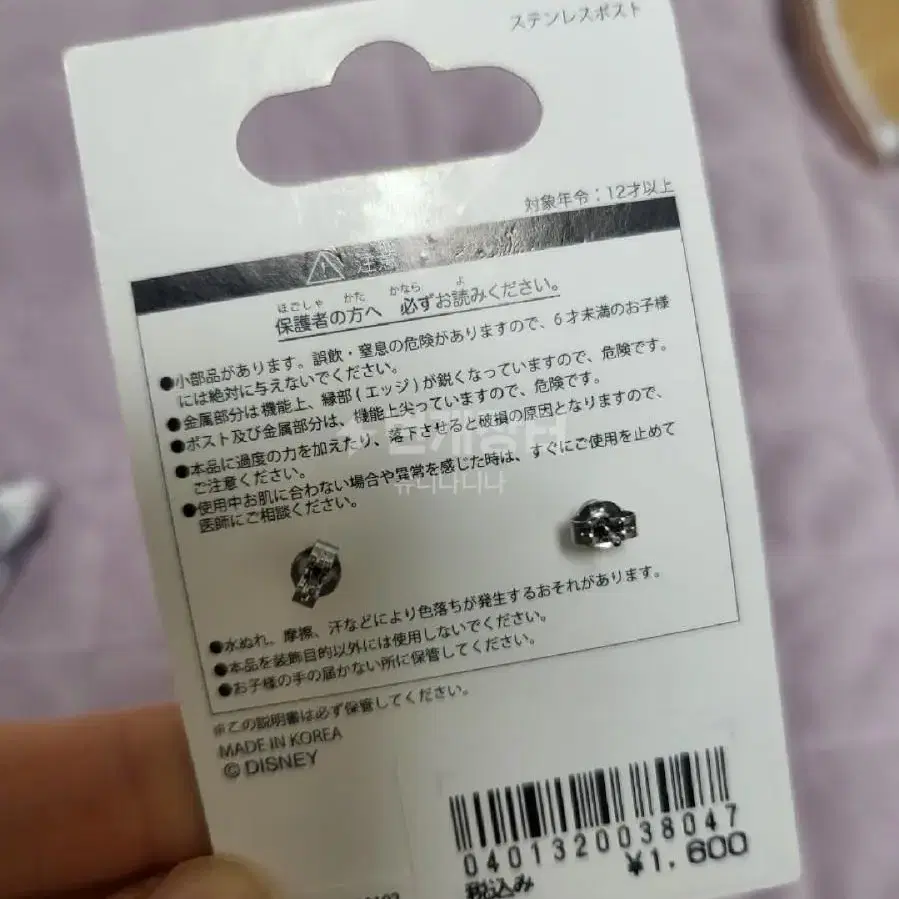 ステンレスポスト
対象年令：12才以上
注意
ほごしゃ かた かなら よ
保護者の方へ 必ずお読みください。
●小部品があります。誤飲・窒息の危険がありますので、6才未満のお子様
には絶対に与えないでください。
●金属部分は機能上、縁部(エッジ)が鋭くなっていますので、危険です。
●ポスト及び金属部分は、機能上尖っていますので、危険です。
●本品に過度の力を加えたり、落下させると破損の原因となりますので、
ご注意ください。
●使用中お肌に合わない場合や異常を感じた時は、すぐにご使用を止めて
医師にご相談ください。
●水ぬれ、摩擦、汗などにより色落ちが発生するおそれがあります。
●本品を装飾目的以外には使用しないでください。
●お子様の手の届かない所に保管してください。
※この説明書は必ず保管してください。
MADE IN KOREA
© DISNEY
0401320038047
¥1,600
税込み